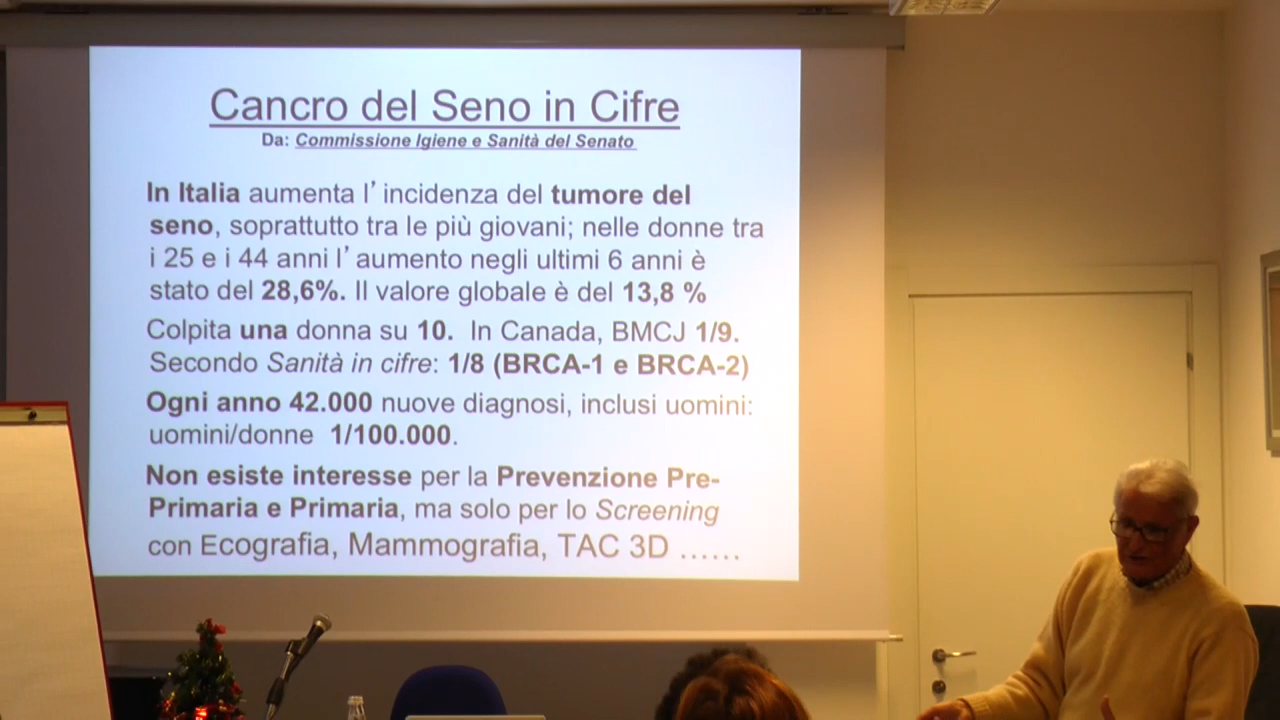 Cancro del Seno in Cifre
Da: Commissione Igiene e Sanità del Senato
In Italia aumenta l’ incidenza del tumore del
seno, soprattutto tra le più giovani; nelle donne tra
i 25 e i 44 anni l’ aumento negli ultimi 6 anni è
stato del 28,6%. Il valore globale è del 13,8 %
Colpita una donna su 10. In Canada, BMCJ 1/9.
Secondo Sanità in cifre: 1/8 (BRCA-1 e BRCA-2)
Ogni anno 42.000 nuove diagnosi, inclusi uomini:
uomini/donne 1/100.000.
Non esiste interesse per la Prevenzione Pre-
Primaria e Primaria, ma solo per lo Screening
con Ecografia, Mammografia, TAC 3D ……